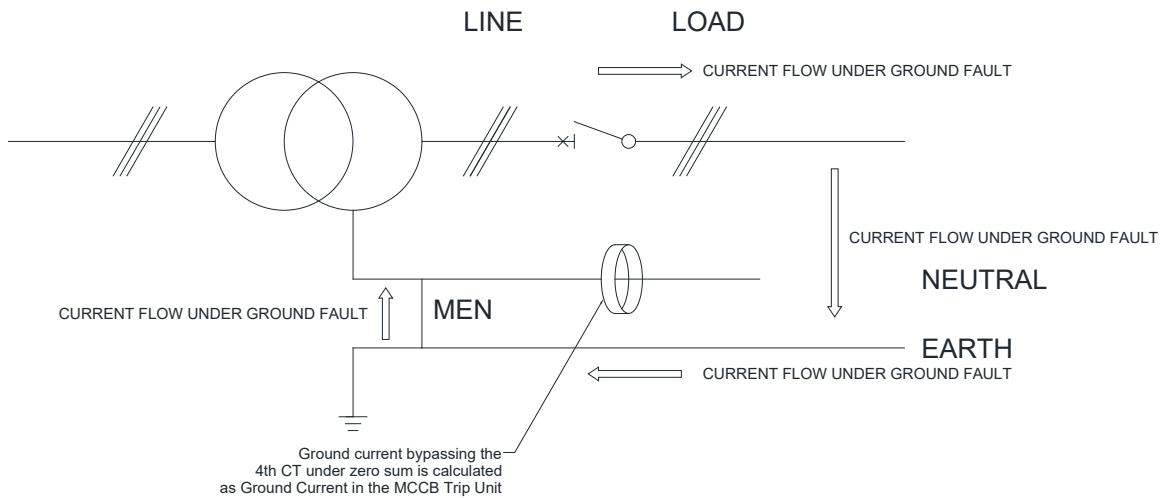 LINE
LOAD
CURRENT FLOW UNDER GROUND FAULT
CURRENT FLOW UNDER GROUND FAULT
NEUTRAL
MEN
CURRENT FLOW UNDER GROUND FAULT
EARTH
CURRENT FLOW UNDER GROUND FAULT
Ground current bypassing the
4th CT under zero sum is calculated
as Ground Current in the MCCB Trip Unit